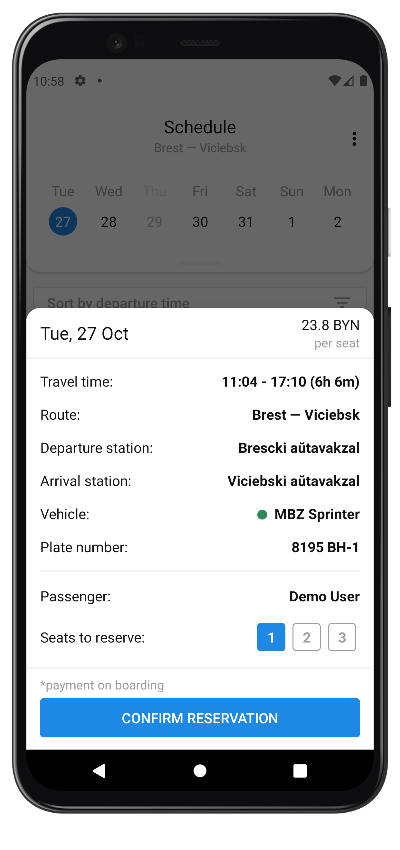 10:58
Schedule
Brest — Viciebsk
Tue Wed Thu Fri Sat Sun Mon
27 28 29 30 31 1 2
Sort by departure time
Tue, 27 Oct 23.8 BYN
per seat
Travel time: 11:04 - 17:10 (6h 6m)
Route: Brest — Viciebsk
Departure station: Brescki aŭtavakzal
Arrival station: Viciebski aŭtavakzal
Vehicle: MBZ Sprinter
Plate number: 8195 BH-1
Passenger: Demo User
Seats to reserve: 1 2 3
*payment on boarding
CONFIRM RESERVATION